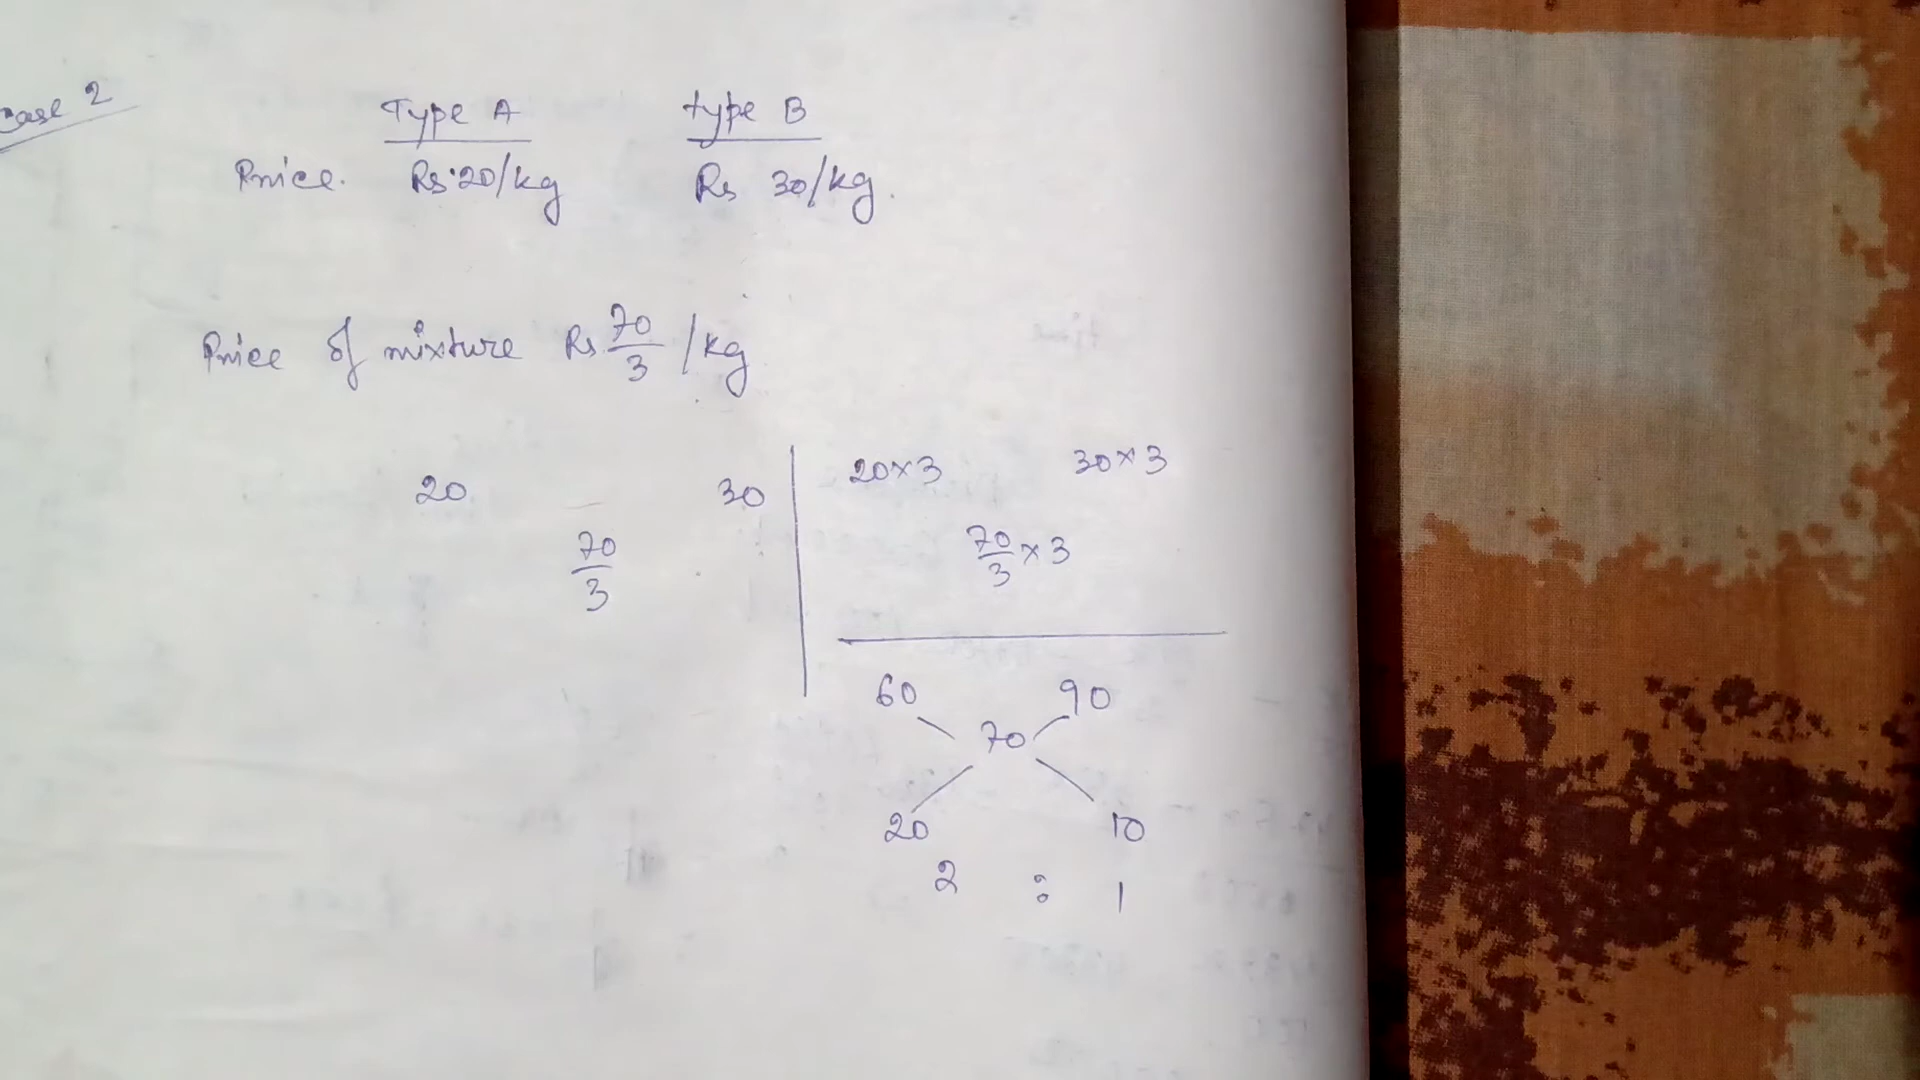 Case 2
Type A type B
Price. Rs.20/kg Rs 30/kg.
Price of mixture Rs 70/3 /kg
20 30
70/3
20×3 30×3
70/3 ×3
60 90
70
20 10
2 : 1